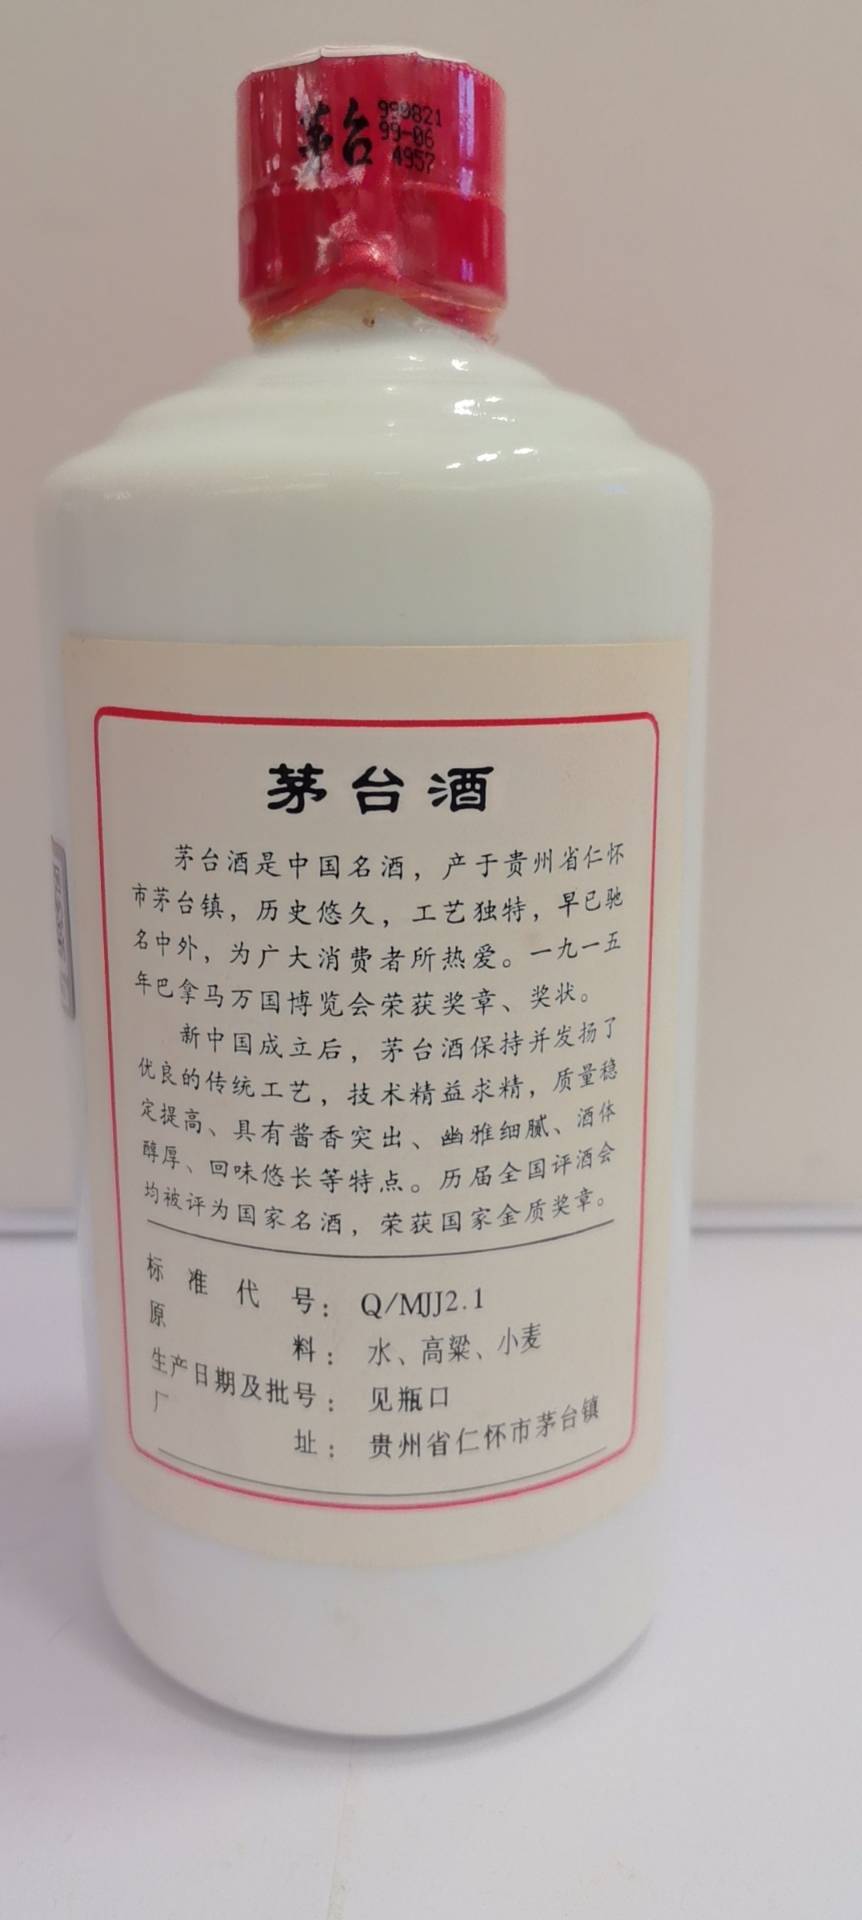 茅台
990821
99-06
4957
茅台酒
茅台酒是中国名酒，产于贵州省仁怀
市茅台镇，历史悠久，工艺独特，早已驰
名中外，为广大消费者所热爱。一九一五
年巴拿马万国博览会荣获奖章、奖状。
新中国成立后，茅台酒保持并发扬了
优良的传统工艺，技术精益求精，质量稳
定提高、具有酱香突出、幽雅细腻、酒体
醇厚、回味悠长等特点。历届全国评酒会
均被评为国家名酒，荣获国家金质奖章。
标准代号：Q/MJJ2.1
原料：水、高粱、小麦
生产日期及批号：见瓶口
厂址：贵州省仁怀市茅台镇